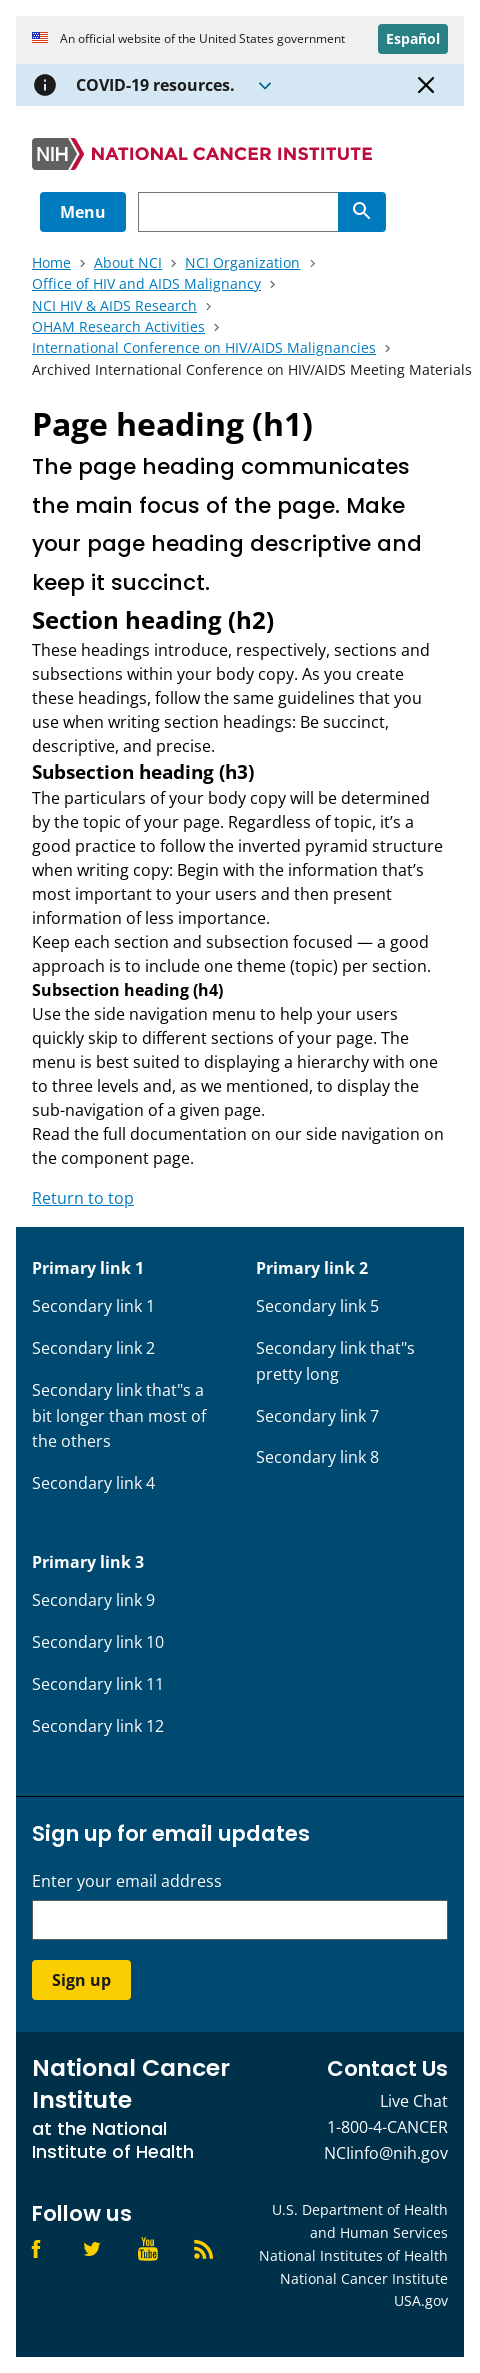 An official website of the United States government
Español
COVID-19 resources.
NIH NATIONAL CANCER INSTITUTE
Menu
Home About NCI NCI Organization
Office of HIV and AIDS Malignancy
NCI HIV & AIDS Research
OHAM Research Activities
International Conference on HIV/AIDS Malignancies
Archived International Conference on HIV/AIDS Meeting Materials
Page heading (h1)
The page heading communicates
the main focus of the page. Make
your page heading descriptive and
keep it succinct.
Section heading (h2)
These headings introduce, respectively, sections and
subsections within your body copy. As you create
these headings, follow the same guidelines that you
use when writing section headings: Be succinct,
descriptive, and precise.
Subsection heading (h3)
The particulars of your body copy will be determined
by the topic of your page. Regardless of topic, it’s a
good practice to follow the inverted pyramid structure
when writing copy: Begin with the information that’s
most important to your users and then present
information of less importance.
Keep each section and subsection focused — a good
approach is to include one theme (topic) per section.
Subsection heading (h4)
Use the side navigation menu to help your users
quickly skip to different sections of your page. The
menu is best suited to displaying a hierarchy with one
to three levels and, as we mentioned, to display the
sub-navigation of a given page.
Read the full documentation on our side navigation on
the component page.
Return to top
Primary link 1
Secondary link 1
Secondary link 2
Secondary link that"s a
bit longer than most of
the others
Secondary link 4
Primary link 2
Secondary link 5
Secondary link that"s
pretty long
Secondary link 7
Secondary link 8
Primary link 3
Secondary link 9
Secondary link 10
Secondary link 11
Secondary link 12
Sign up for email updates
Enter your email address
Sign up
National Cancer
Institute
at the National
Institute of Health
Contact Us
Live Chat
1-800-4-CANCER
NCIinfo@nih.gov
Follow us
You
Tube
U.S. Department of Health
and Human Services
National Institutes of Health
National Cancer Institute
USA.gov